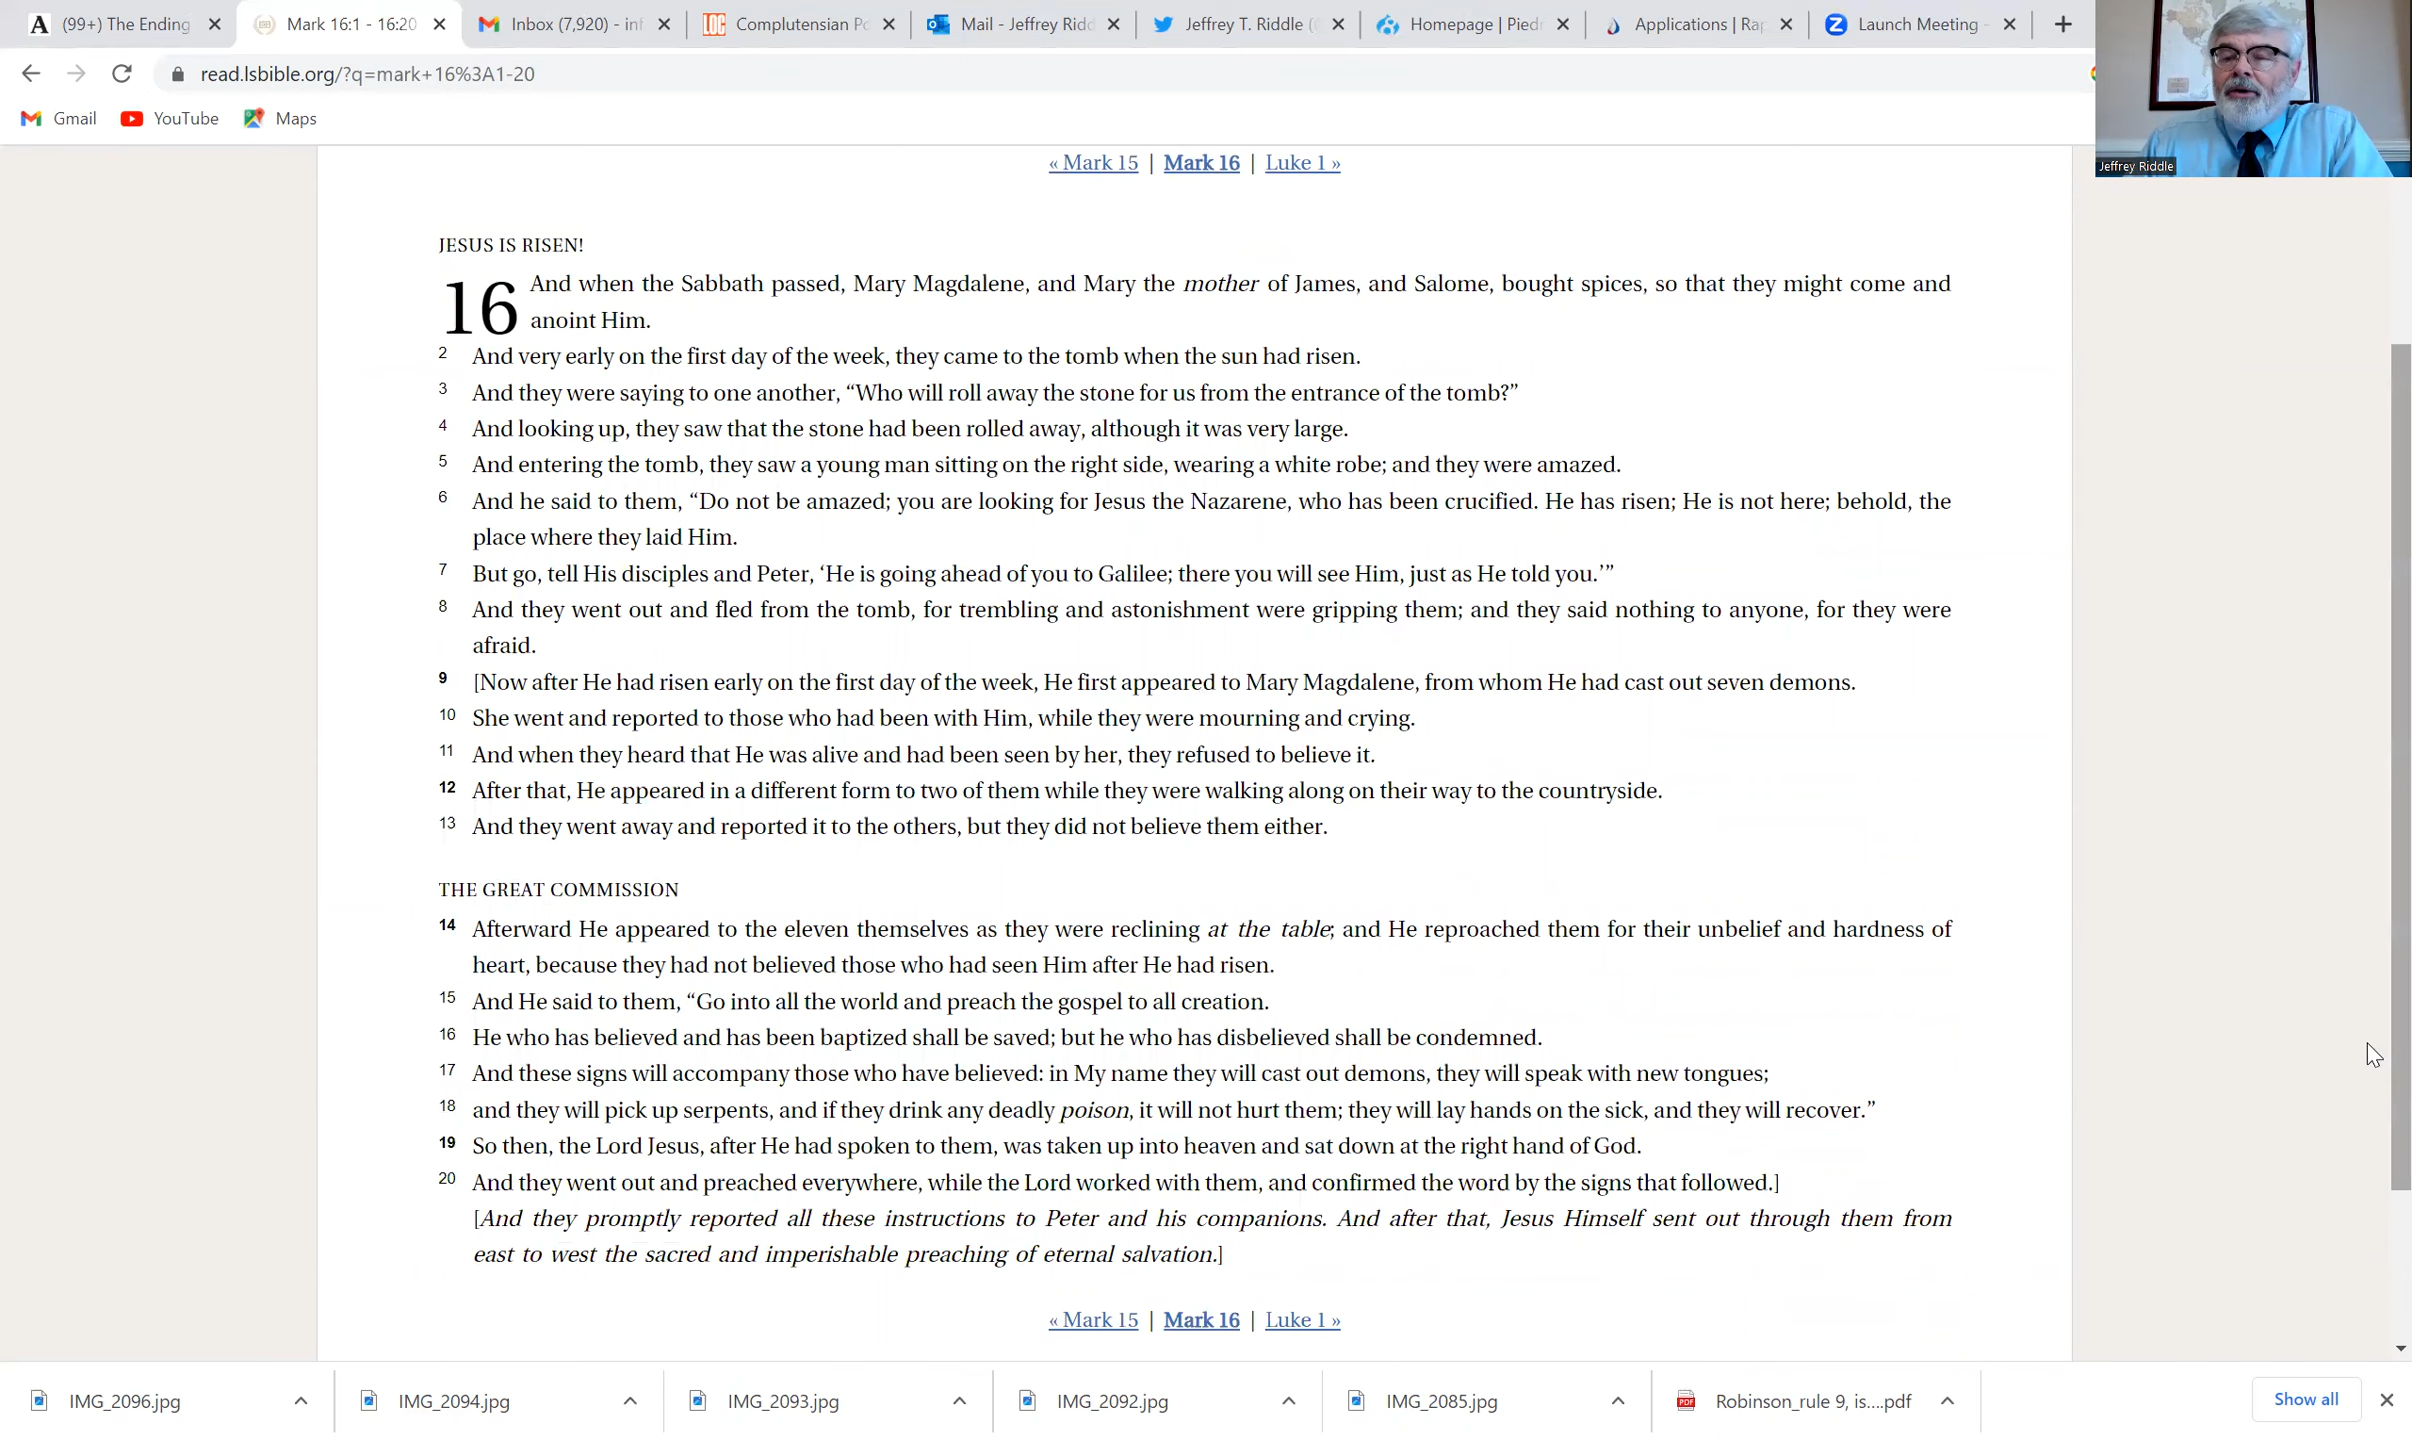 (99+) The Ending
Mark 16:1 - 16:20
Inbox (7,920) - inf
Complutensian Po
Mail - Jeffrey Ridd
Jeffrey T. Riddle (
Homepage | Piedr
Applications | Rap
Launch Meeting -
read.lsbible.org/?q=mark+16%3A1-20
Gmail
YouTube
Maps
Jeffrey Riddle
« Mark 15 | Mark 16 | Luke 1 »
JESUS IS RISEN!
16 And when the Sabbath passed, Mary Magdalene, and Mary the mother of James, and Salome, bought spices, so that they might come and
anoint Him.
2 And very early on the first day of the week, they came to the tomb when the sun had risen.
3 And they were saying to one another, “Who will roll away the stone for us from the entrance of the tomb?”
4 And looking up, they saw that the stone had been rolled away, although it was very large.
5 And entering the tomb, they saw a young man sitting on the right side, wearing a white robe; and they were amazed.
6 And he said to them, “Do not be amazed; you are looking for Jesus the Nazarene, who has been crucified. He has risen; He is not here; behold, the
place where they laid Him.
7 But go, tell His disciples and Peter, ‘He is going ahead of you to Galilee; there you will see Him, just as He told you.’”
8 And they went out and fled from the tomb, for trembling and astonishment were gripping them; and they said nothing to anyone, for they were
afraid.
9 [Now after He had risen early on the first day of the week, He first appeared to Mary Magdalene, from whom He had cast out seven demons.
10 She went and reported to those who had been with Him, while they were mourning and crying.
11 And when they heard that He was alive and had been seen by her, they refused to believe it.
12 After that, He appeared in a different form to two of them while they were walking along on their way to the countryside.
13 And they went away and reported it to the others, but they did not believe them either.
THE GREAT COMMISSION
14 Afterward He appeared to the eleven themselves as they were reclining at the table; and He reproached them for their unbelief and hardness of
heart, because they had not believed those who had seen Him after He had risen.
15 And He said to them, “Go into all the world and preach the gospel to all creation.
16 He who has believed and has been baptized shall be saved; but he who has disbelieved shall be condemned.
17 And these signs will accompany those who have believed: in My name they will cast out demons, they will speak with new tongues;
18 and they will pick up serpents, and if they drink any deadly poison, it will not hurt them; they will lay hands on the sick, and they will recover.”
19 So then, the Lord Jesus, after He had spoken to them, was taken up into heaven and sat down at the right hand of God.
20 And they went out and preached everywhere, while the Lord worked with them, and confirmed the word by the signs that followed.]
[And they promptly reported all these instructions to Peter and his companions. And after that, Jesus Himself sent out through them from
east to west the sacred and imperishable preaching of eternal salvation.]
« Mark 15 | Mark 16 | Luke 1 »
IMG_2096.jpg
IMG_2094.jpg
IMG_2093.jpg
IMG_2092.jpg
IMG_2085.jpg
Robinson_rule 9, is....pdf
Show all